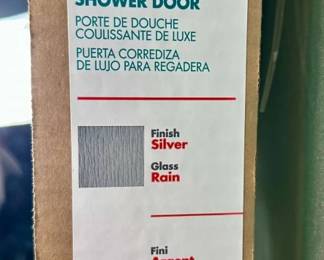 SHOWER DOOR
PORTE DE DOUCHE
COULISSANTE DE LUXE
PUERTA CORREDIZA
DE LUJO PARA REGADERA
Finish
Silver
Glass
Rain
Fini
Argent